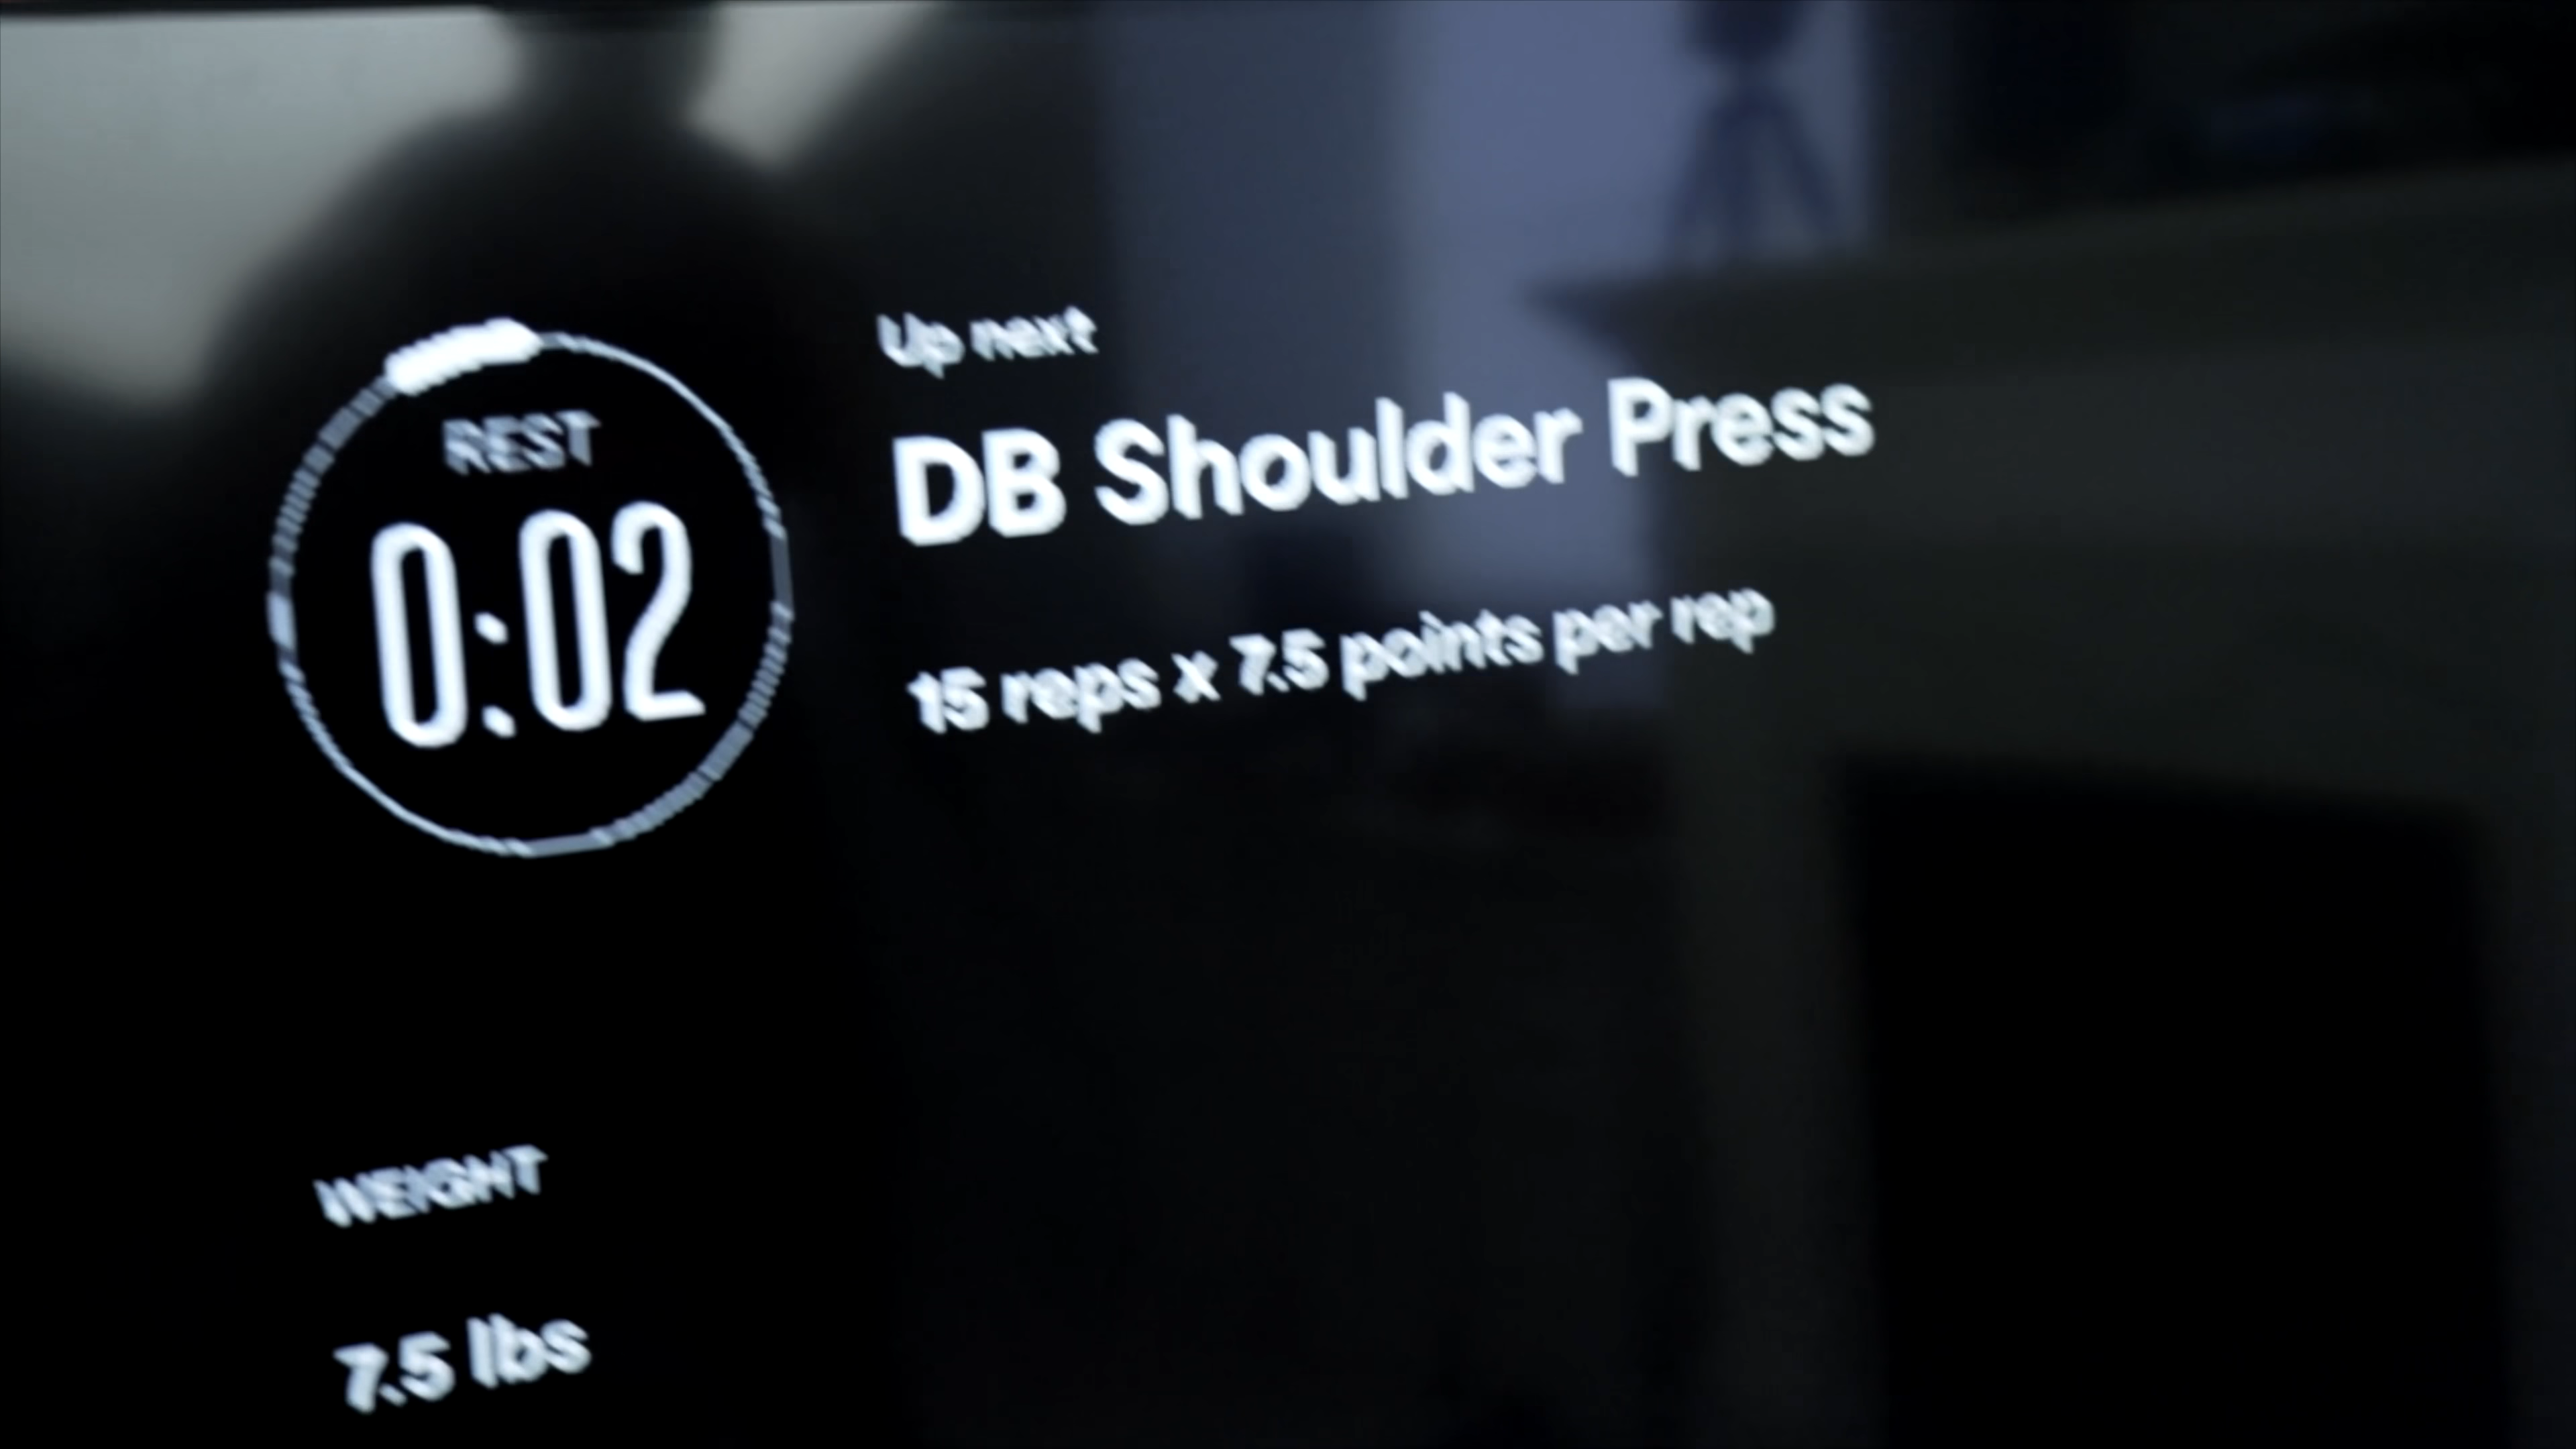 REST
0:02
Up next
DB Shoulder Press
15 reps x 7.5 points per rep
WEIGHT
7.5 lbs